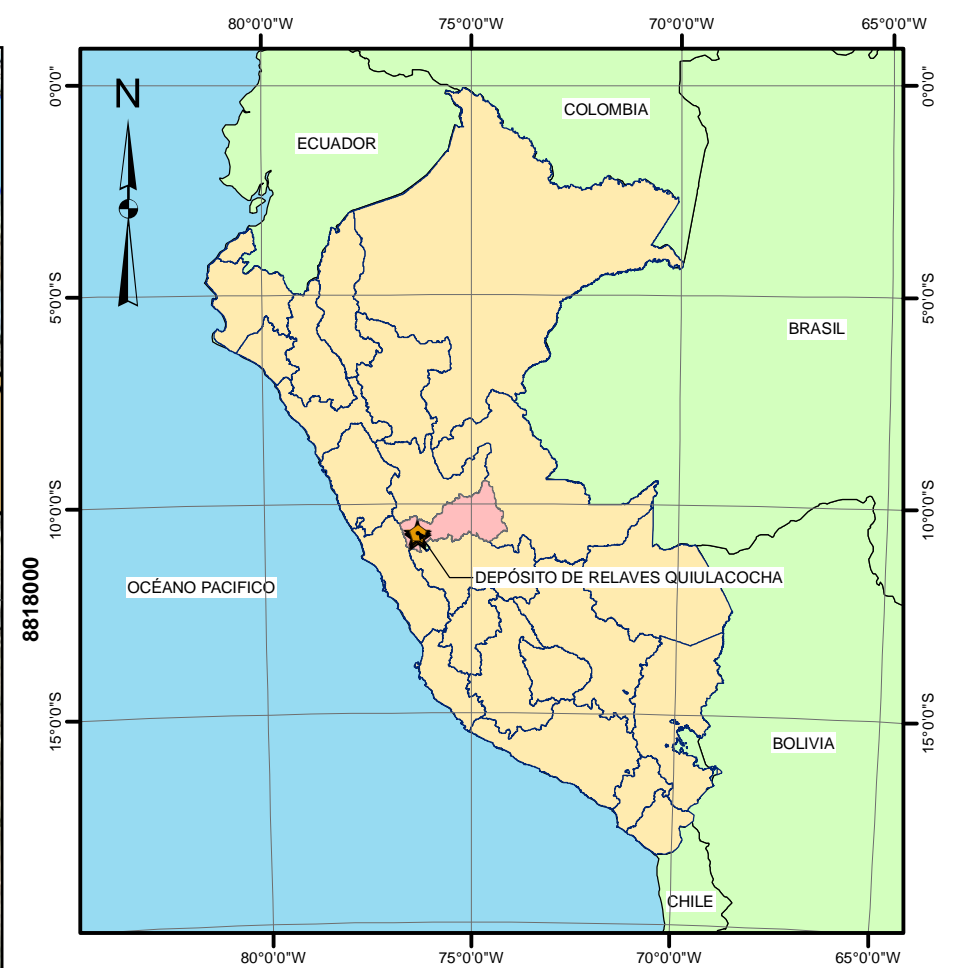 80°0'0"W 75°0'0"W 70°0'0"W 65°0'0"W
0°0'0" 0°0'0"
N
COLOMBIA
ECUADOR
5°0'0"S 5°0'0"S
BRASIL
10°0'0"S 10°0'0"S
DEPÓSITO DE RELAVES QUIULACOCHA
OCÉANO PACIFICO
8818000
15°0'0"S 15°0'0"S
BOLIVIA
CHILE
80°0'0"W 75°0'0"W 70°0'0"W 65°0'0"W